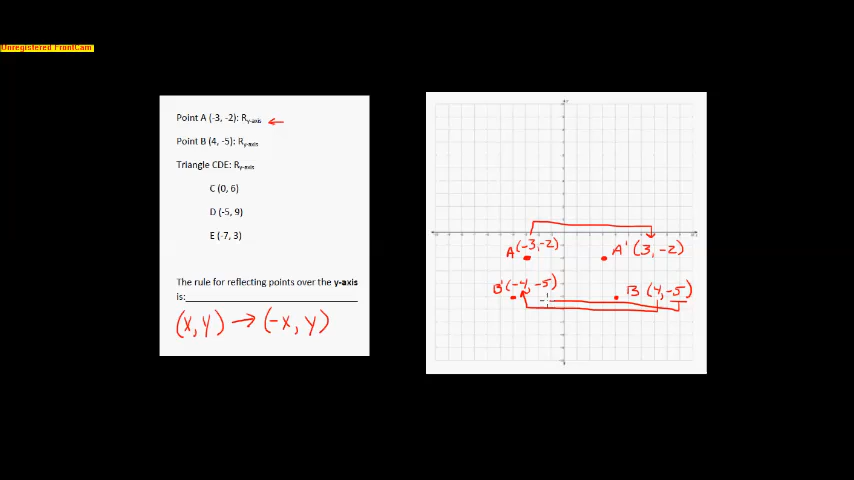 Unregistered FrontCam
Point A (-3, -2): Ry-axis
Point B (4, -5): Ry-axis
Triangle CDE: Ry-axis
C (0, 6)
D (-5, 9)
E (-7, 3)
The rule for reflecting points over the y-axis
is:
(x, y) → (-x, y)
A (-3, -2)
A' (3, -2)
B' (-4, -5)
B (4, -5)